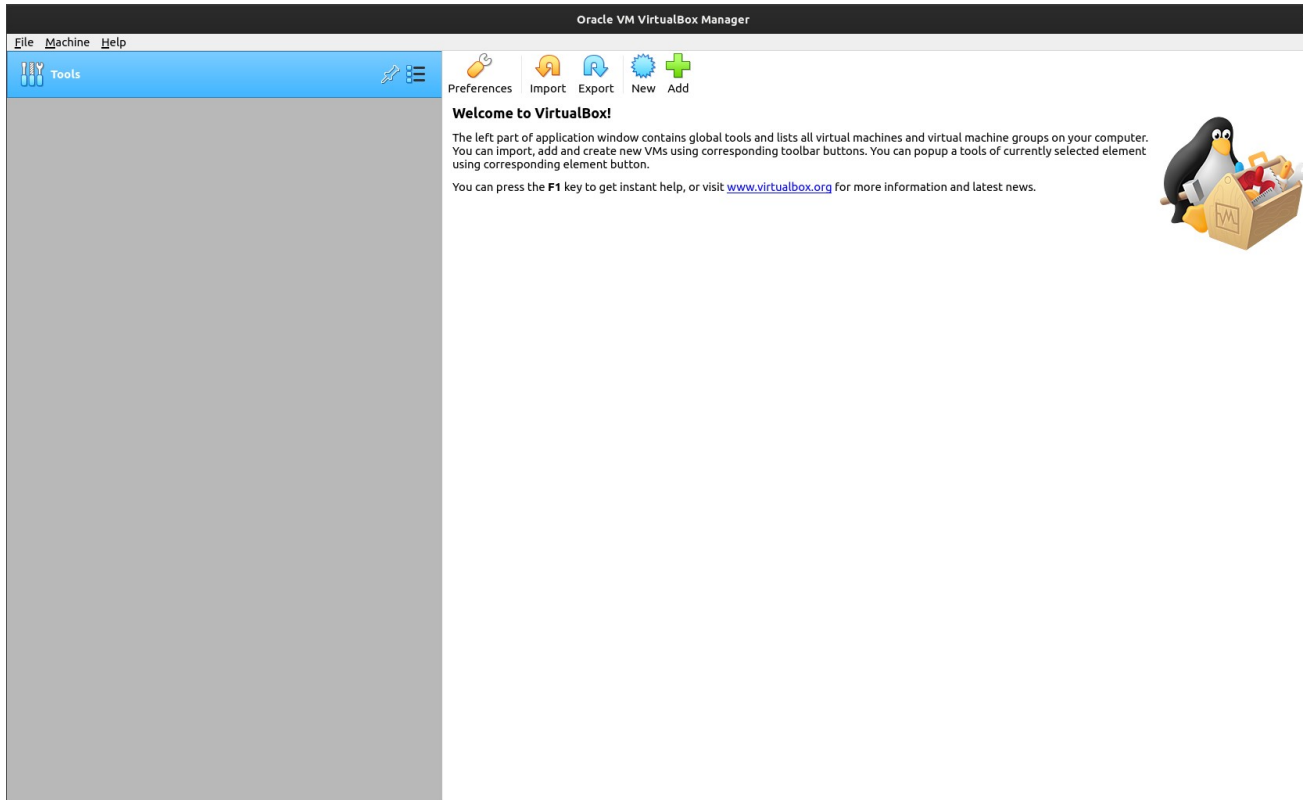 Oracle VM VirtualBox Manager
File Machine Help
Tools
Preferences Import Export New Add
Welcome to VirtualBox!
The left part of application window contains global tools and lists all virtual machines and virtual machine groups on your computer.
You can import, add and create new VMs using corresponding toolbar buttons. You can popup a tools of currently selected element
using corresponding element button.
You can press the F1 key to get instant help, or visit www.virtualbox.org for more information and latest news.